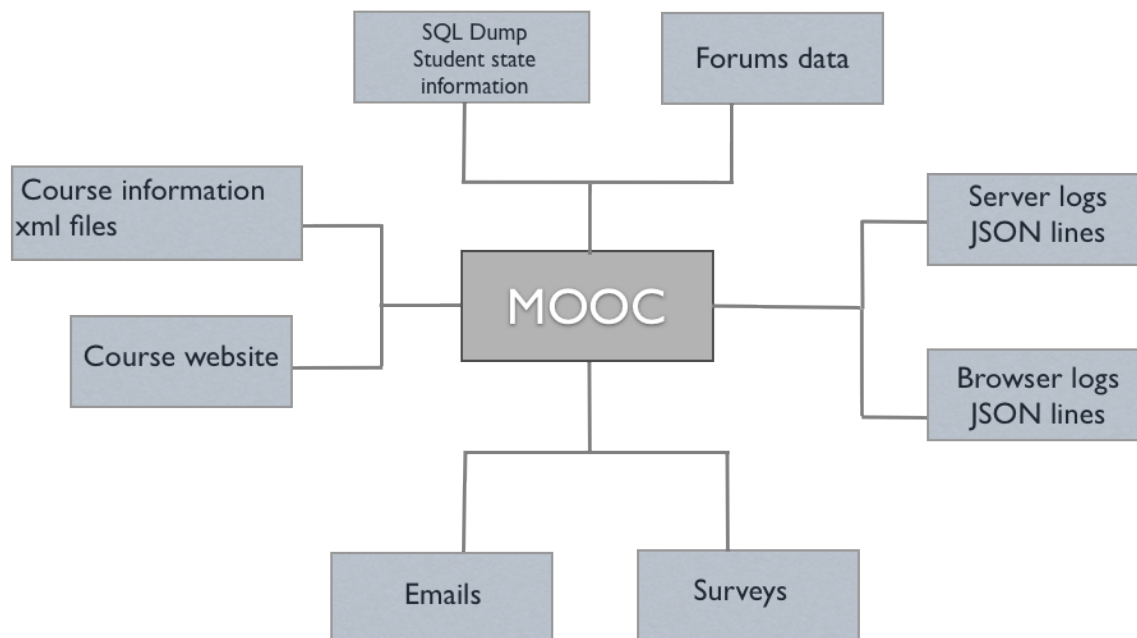 SQL Dump
Student state
information
Forums data
Course information
xml files
Server logs
JSON lines
MOOC
Course website
Browser logs
JSON lines
Emails
Surveys